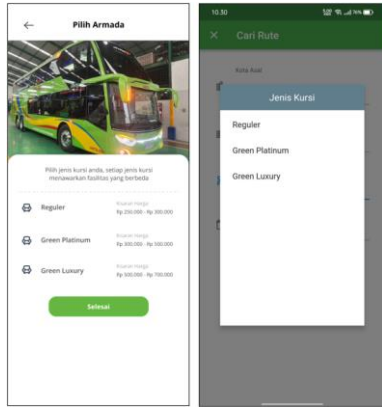 Pilih Armada
Pilih jenis kursi anda, setiap jenis kursi
menawarkan fasilitas yang berbeda
Reguler
Kisaran Harga
Rp 250.000 - Rp 300.000
Green Platinum
Kisaran Harga
Rp 300.000 - Rp 500.000
Green Luxury
Kisaran Harga
Rp 500.000 - Rp 700.000
Selesai
10.30
Cari Rute
Kota Asal
Jenis Kursi
Reguler
Green Platinum
Green Luxury